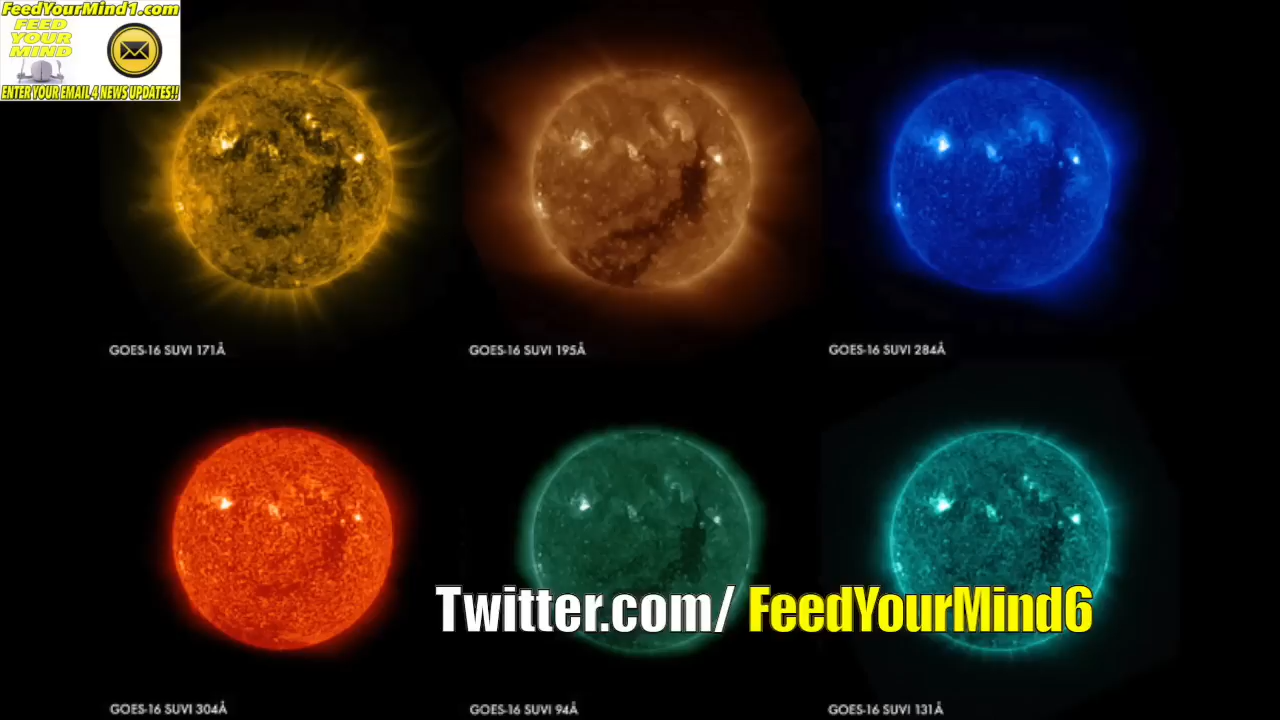 FeedYourMind1.com
FEED
YOUR
MIND
ENTER YOUR EMAIL 4 NEWS UPDATES!!
GOES-16 SUVI 171Å
GOES-16 SUVI 195Å
GOES-16 SUVI 284Å
Twitter.com/ FeedYourMind6
GOES-16 SUVI 304Å
GOES-16 SUVI 94Å
GOES-16 SUVI 131Å